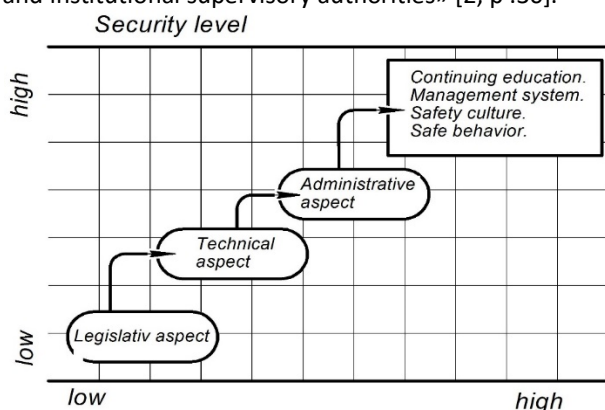 and institutional supervisory authorities» [2, p .30].
Security level
high
Continuing education.
Management system.
Safety culture.
Safe behavior.
Administrative
aspect
Technical
aspect
Legislativ aspect
low
low
high